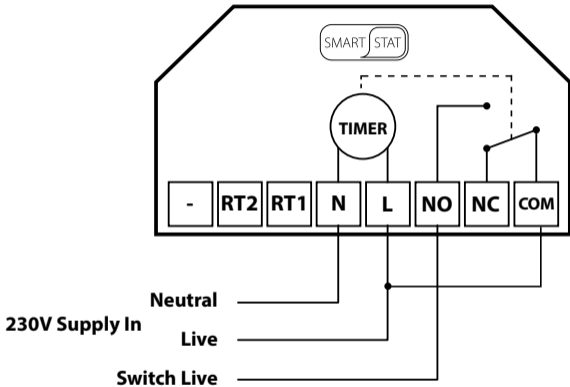 SMART STAT
TIMER
- RT2 RT1 N L NO NC COM
Neutral
230V Supply In
Live
Switch Live